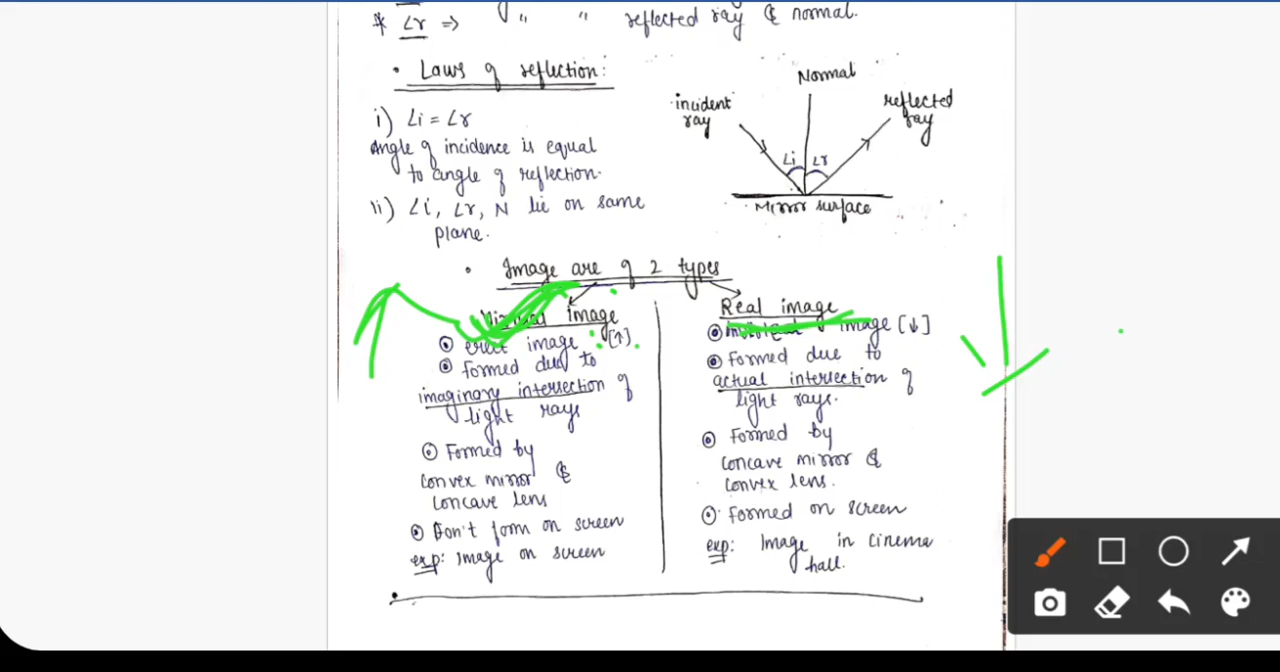 * ∠r => " " reflected ray & normal.
• Laws of reflection:
i) ∠i = ∠r
Angle of incidence is equal
to angle of reflection.
ii) ∠i, ∠r, N lie on same
plane.
Normal
incident
ray
reflected
ray
∠i ∠r
Mirror surface
• Image are of 2 types
image
erect image [↑].
Formed due to
imaginary intersection of
light rays
Formed by
convex mirror &
concave lens
Don't form on screen
exp: Image on screen
Real image
image [↓]
Formed due to
actual intersection of
light rays.
Formed by
concave mirror &
convex lens.
Formed on screen
exp: Image in cinema
hall.